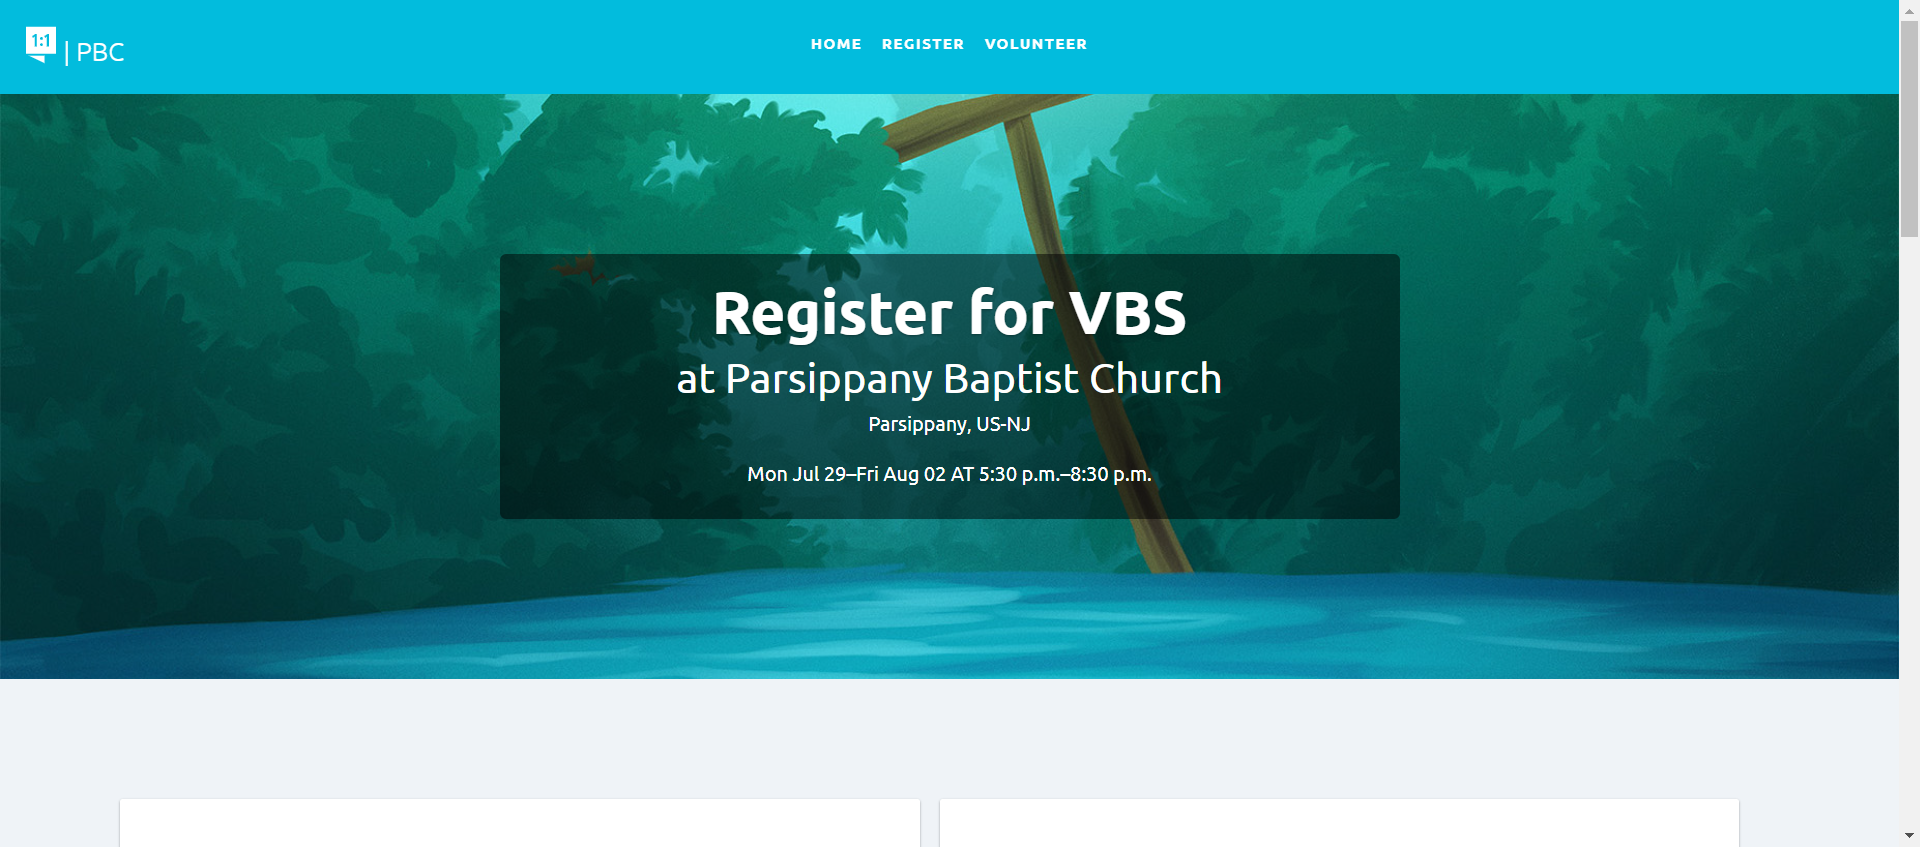 1:1 | PBC
HOME REGISTER VOLUNTEER
Register for VBS
at Parsippany Baptist Church
Parsippany, US-NJ
Mon Jul 29–Fri Aug 02 AT 5:30 p.m.–8:30 p.m.